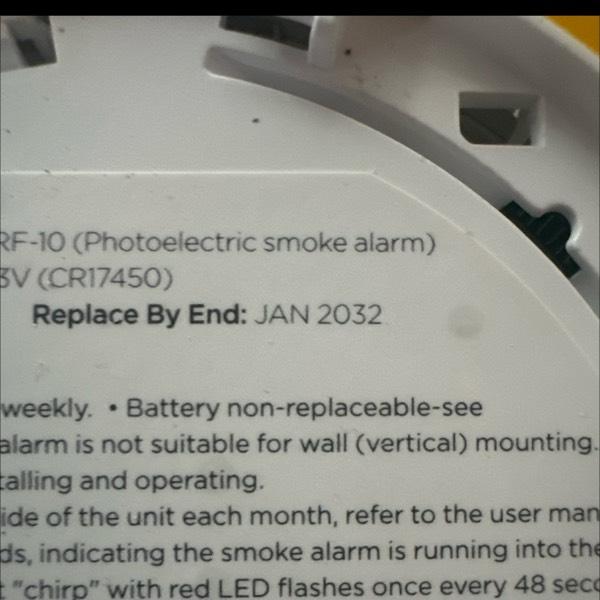 RF-10 (Photoelectric smoke alarm)
3V (CR17450)
Replace By End: JAN 2032
weekly. • Battery non-replaceable-see
alarm is not suitable for wall (vertical) mounting.
talling and operating.
ide of the unit each month, refer to the user man
ds, indicating the smoke alarm is running into the
t "chirp" with red LED flashes once every 48 seco